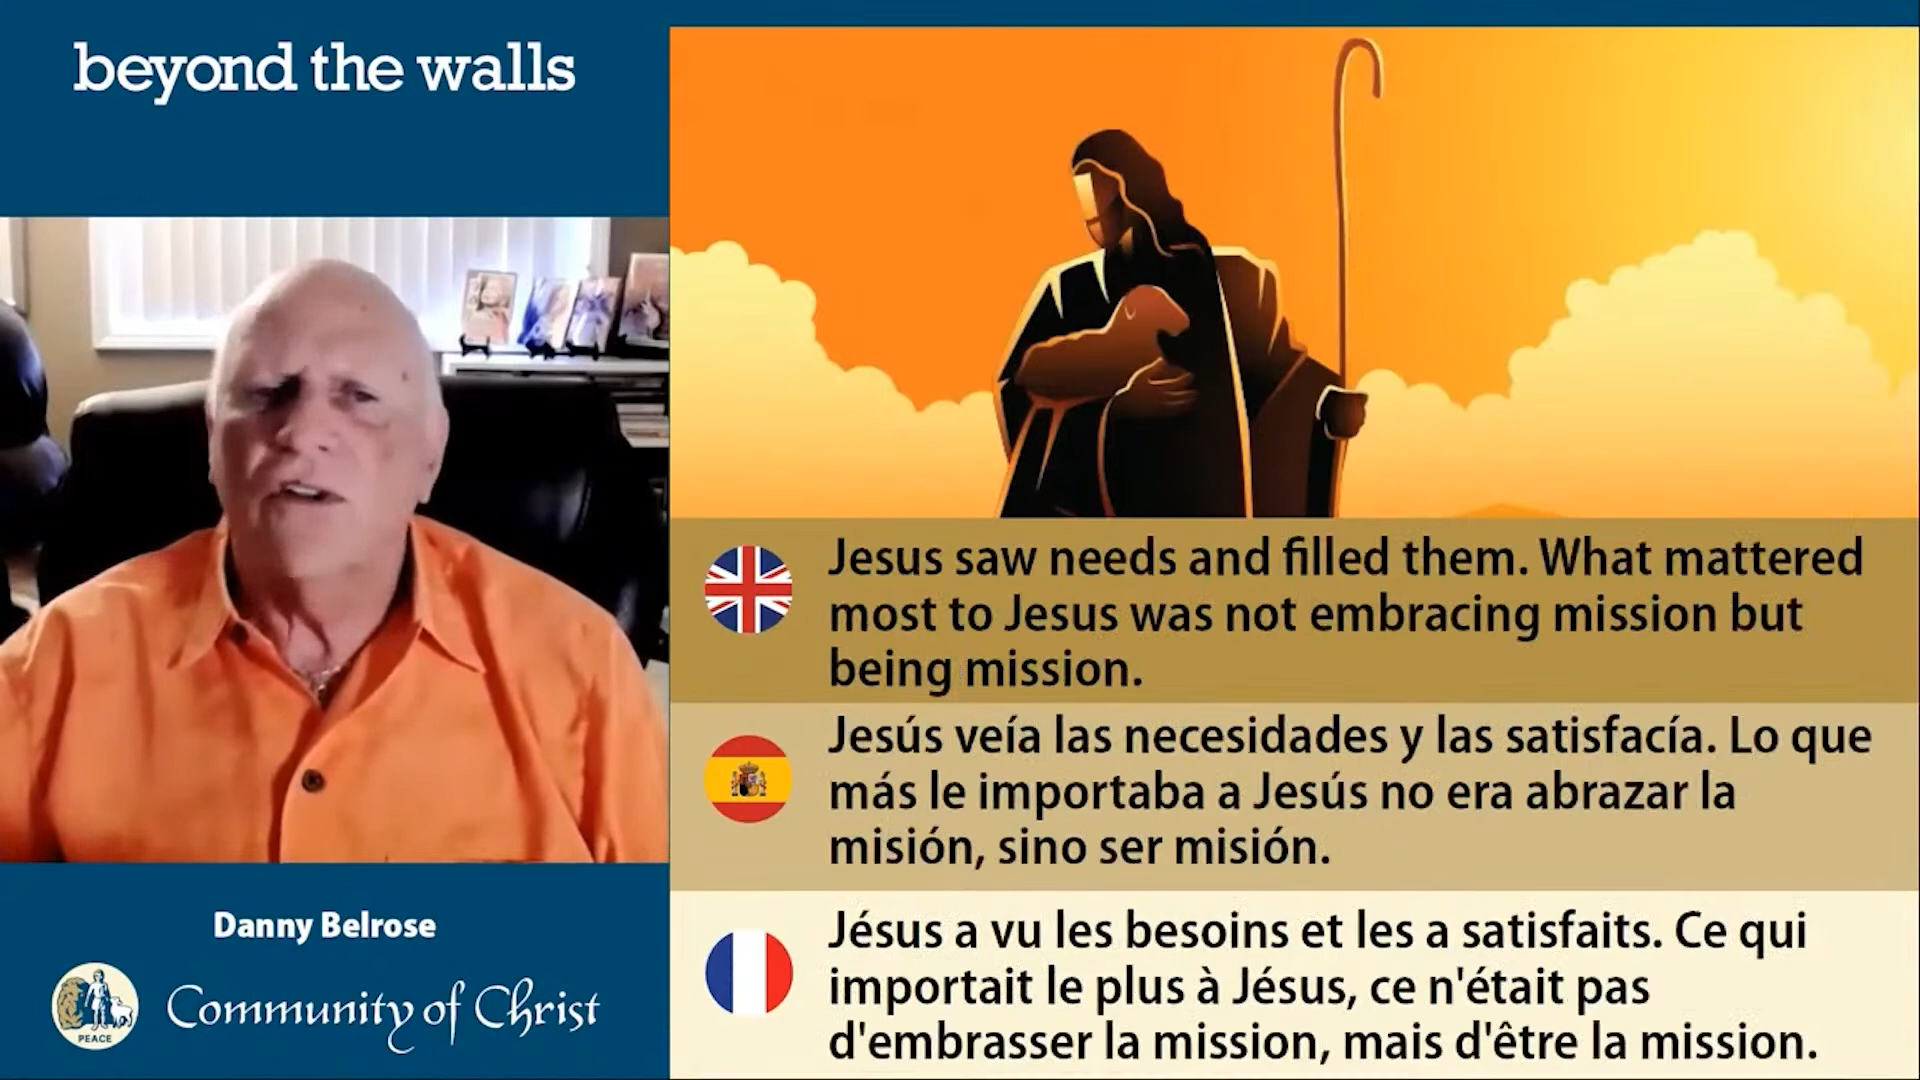 beyond the walls
Jesus saw needs and filled them. What mattered
most to Jesus was not embracing mission but
being mission.
Jesús veía las necesidades y las satisfacía. Lo que
más le importaba a Jesús no era abrazar la
misión, sino ser misión.
Jésus a vu les besoins et les a satisfaits. Ce qui
importait le plus à Jésus, ce n'était pas
d'embrasser la mission, mais d'être la mission.
Danny Belrose
Community of Christ
PEACE